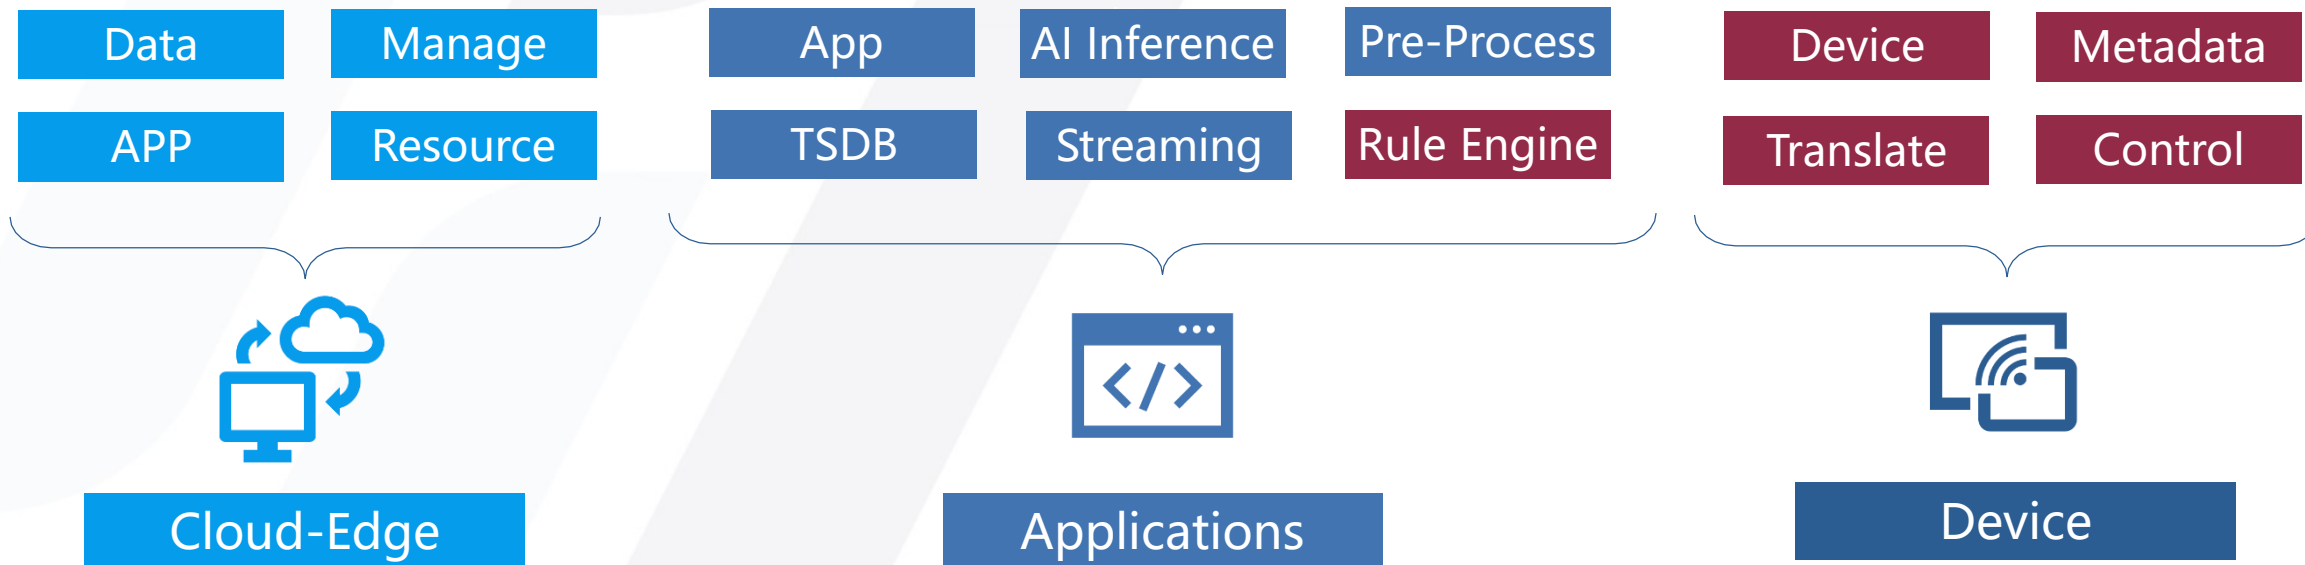 Data
Manage
APP
Resource
Cloud-Edge
App
AI Inference
Pre-Process
TSDB
Streaming
Rule Engine
</>
Applications
Device
Metadata
Translate
Control
Device